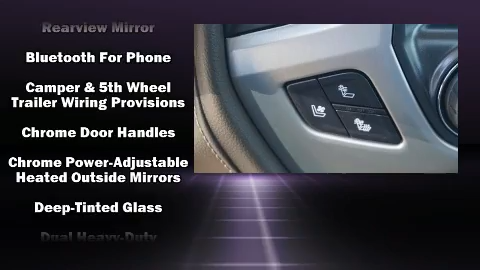 Rearview Mirror
Bluetooth For Phone
Camper & 5th Wheel
Trailer Wiring Provisions
Chrome Door Handles
Chrome Power-Adjustable
Heated Outside Mirrors
Deep-Tinted Glass
Dual Heavy-Duty